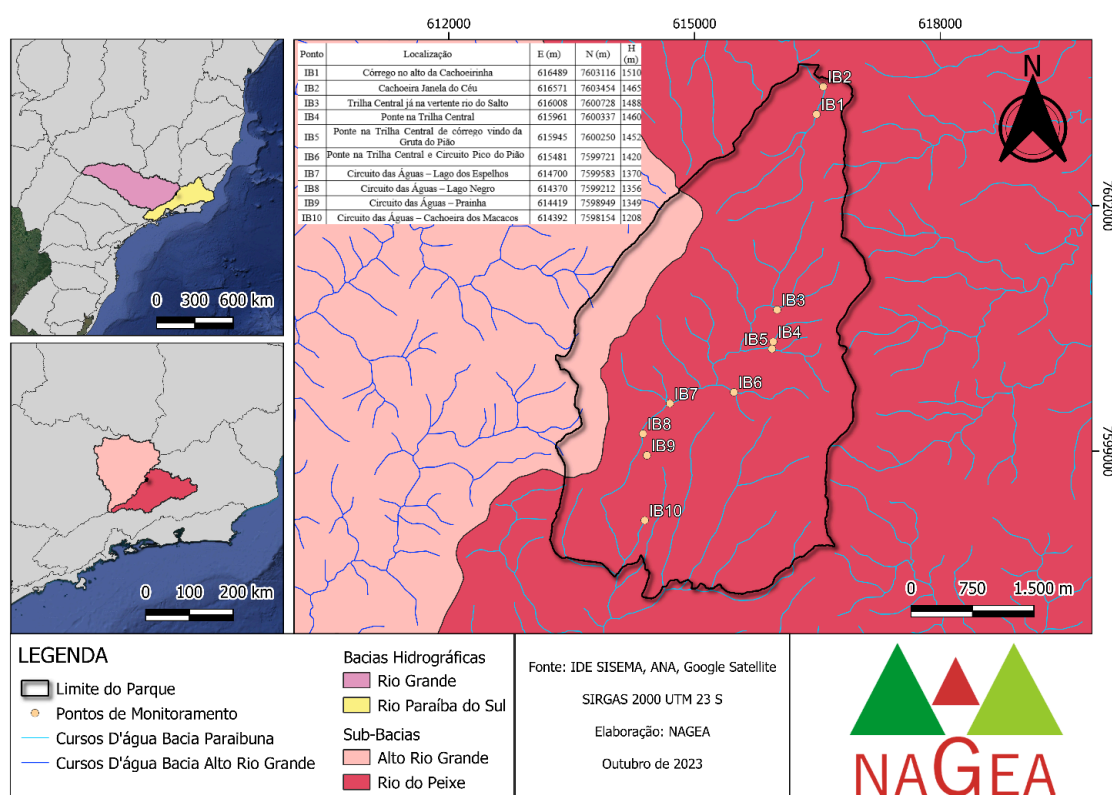 612000
615000
618000
Ponto Localização E (m) N (m) H (m)
IB1 Córrego no alto da Cachoeirinha 616489 7603116 1510
IB2 Cachoeira Janela do Céu 616571 7603454 1465
IB3 Trilha Central já na vertente rio do Salto 616008 7600728 1488
IB4 Ponte na Trilha Central 615961 7600337 1460
IB5 Ponte na Trilha Central de córrego vindo da Gruta do Pião 615945 7600250 1452
IB6 Ponte na Trilha Central e Circuito Pico do Pião 615481 7599721 1420
IB7 Circuito das Águas – Lago dos Espelhos 614700 7599583 1370
IB8 Circuito das Águas – Lago Negro 614370 7599212 1356
IB9 Circuito das Águas – Prainha 614419 7598949 1349
IB10 Circuito das Águas – Cachoeira dos Macacos 614392 7598154 1208
N
IB2
IB1
IB3
IB4
IB5
IB6
IB7
IB8
IB9
IB10
7602000
7599000
0 300 600 km
0 100 200 km
0 750 1.500 m
LEGENDA
Limite do Parque
Pontos de Monitoramento
Cursos D'água Bacia Paraibuna
Cursos D'água Bacia Alto Rio Grande
Bacias Hidrográficas
Rio Grande
Rio Paraíba do Sul
Sub-Bacias
Alto Rio Grande
Rio do Peixe
Fonte: IDE SISEMA, ANA, Google Satellite
SIRGAS 2000 UTM 23 S
Elaboração: NAGEA
Outubro de 2023
NAGEA